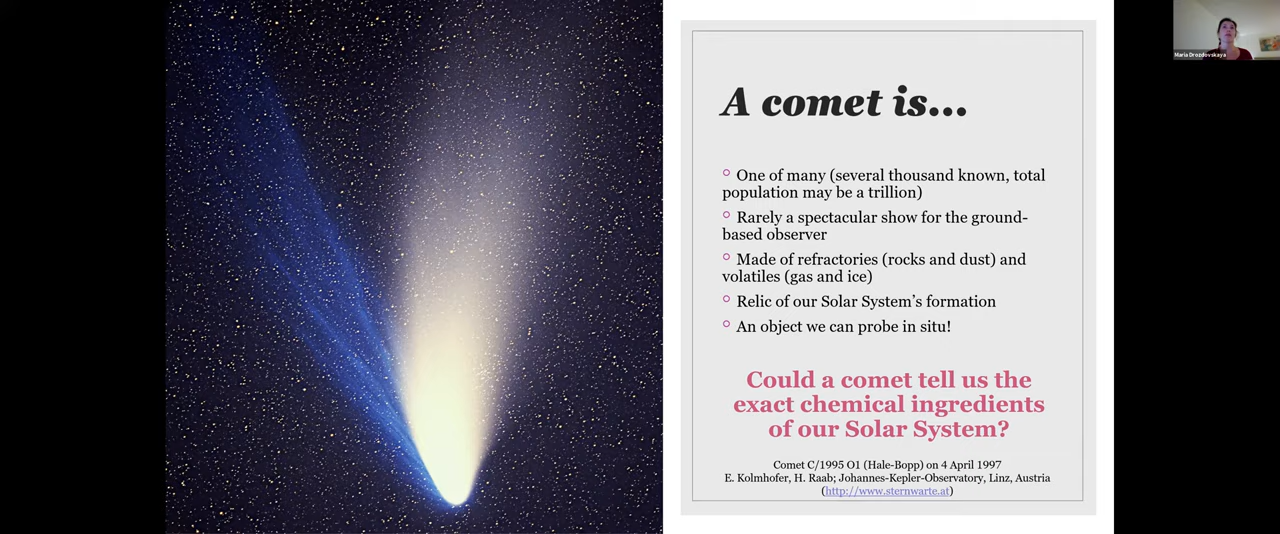 A comet is...
° One of many (several thousand known, total
population may be a trillion)
° Rarely a spectacular show for the ground-
based observer
° Made of refractories (rocks and dust) and
volatiles (gas and ice)
° Relic of our Solar System's formation
° An object we can probe in situ!
Could a comet tell us the
exact chemical ingredients
of our Solar System?
Comet C/1995 O1 (Hale-Bopp) on 4 April 1997
E. Kolmhofer, H. Raab; Johannes-Kepler-Observatory, Linz, Austria
(http://www.sternwarte.at)
Maria Drozdovskaya